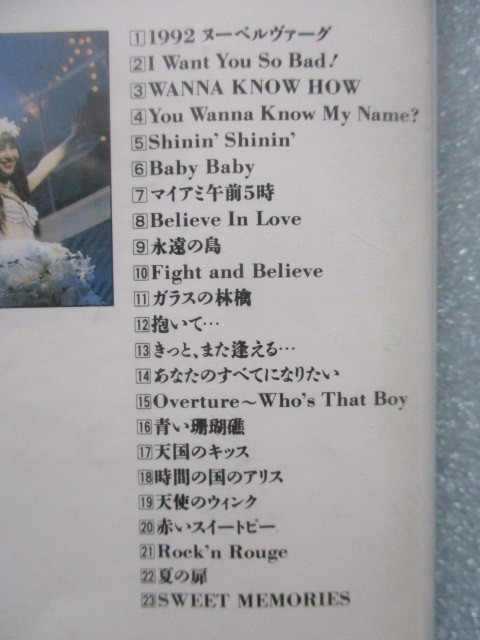 1 1992 ヌーベルヴァーグ
2 I Want You So Bad!
3 WANNA KNOW HOW
4 You Wanna Know My Name?
5 Shinin' Shinin'
6 Baby Baby
7 マイアミ午前5時
8 Believe In Love
9 永遠の島
10 Fight and Believe
11 ガラスの林檎
12 抱いて…
13 きっと、また逢える…
14 あなたのすべてになりたい
15 Overture〜Who's That Boy
16 青い珊瑚礁
17 天国のキッス
18 時間の国のアリス
19 天使のウィンク
20 赤いスイートピー
21 Rock'n Rouge
22 夏の扉
23 SWEET MEMORIES